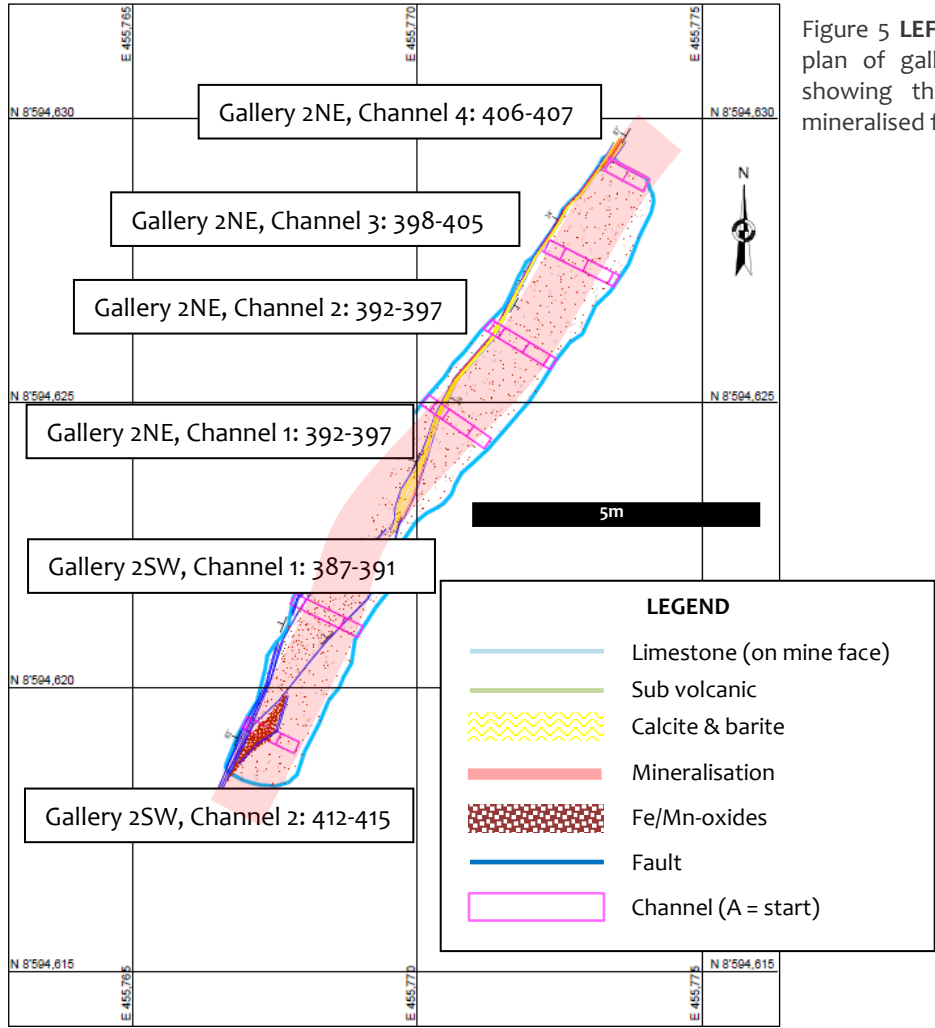 E 455,765
E 455,770
E 455,775
Figure 5 LEF
plan of gall
showing th
mineralised f
N 8'594,630
N 8'594,630
Gallery 2NE, Channel 4: 406-407
N
Gallery 2NE, Channel 3: 398-405
Gallery 2NE, Channel 2: 392-397
N 8'594,625
N 8'594,625
Gallery 2NE, Channel 1: 392-397
5m
Gallery 2SW, Channel 1: 387-391
LEGEND
Limestone (on mine face)
Sub volcanic
Calcite & barite
Mineralisation
Fe/Mn-oxides
Fault
Channel (A = start)
N 8'594,620
Gallery 2SW, Channel 2: 412-415
N 8'594,615
N 8'594,615
E 455,765
E 455,770
E 455,775